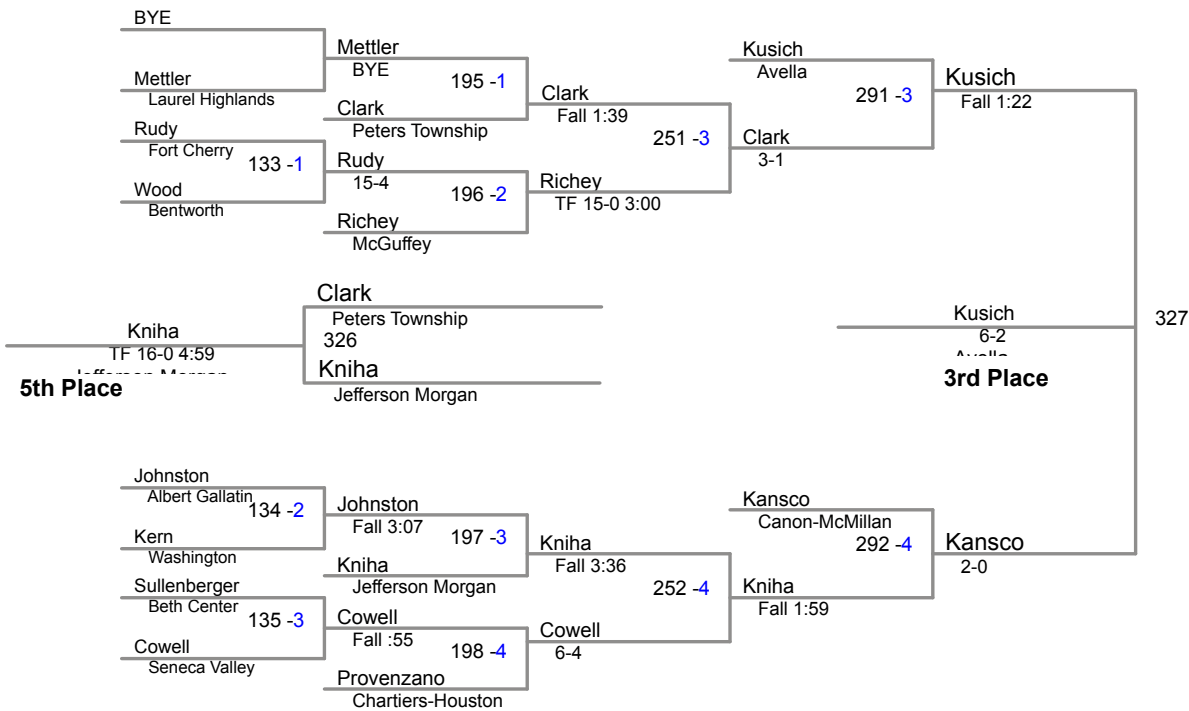 BYE
Mettler
Laurel Highlands
Rudy
Fort Cherry
133 -1
Wood
Bentworth
Mettler
BYE
195 -1
Clark
Peters Township
Rudy
15-4
196 -2
Richey
McGuffey
Clark
Fall 1:39
251 -3
Richey
TF 15-0 3:00
Kusich
Avella
291 -3
Clark
3-1
Kusich
Fall 1:22
Clark
Peters Township
326
Kniha
Jefferson Morgan
Kniha
TF 16-0 4:59
Jefferson Morgan
5th Place
Kusich
6-2
Avella
3rd Place
327
Johnston
Albert Gallatin
134 -2
Kern
Washington
Sullenberger
Beth Center
135 -3
Cowell
Seneca Valley
Johnston
Fall 3:07
197 -3
Kniha
Jefferson Morgan
Cowell
Fall :55
198 -4
Provenzano
Chartiers-Houston
Kniha
Fall 3:36
252 -4
Cowell
6-4
Kansco
Canon-McMillan
292 -4
Kniha
Fall 1:59
Kansco
2-0